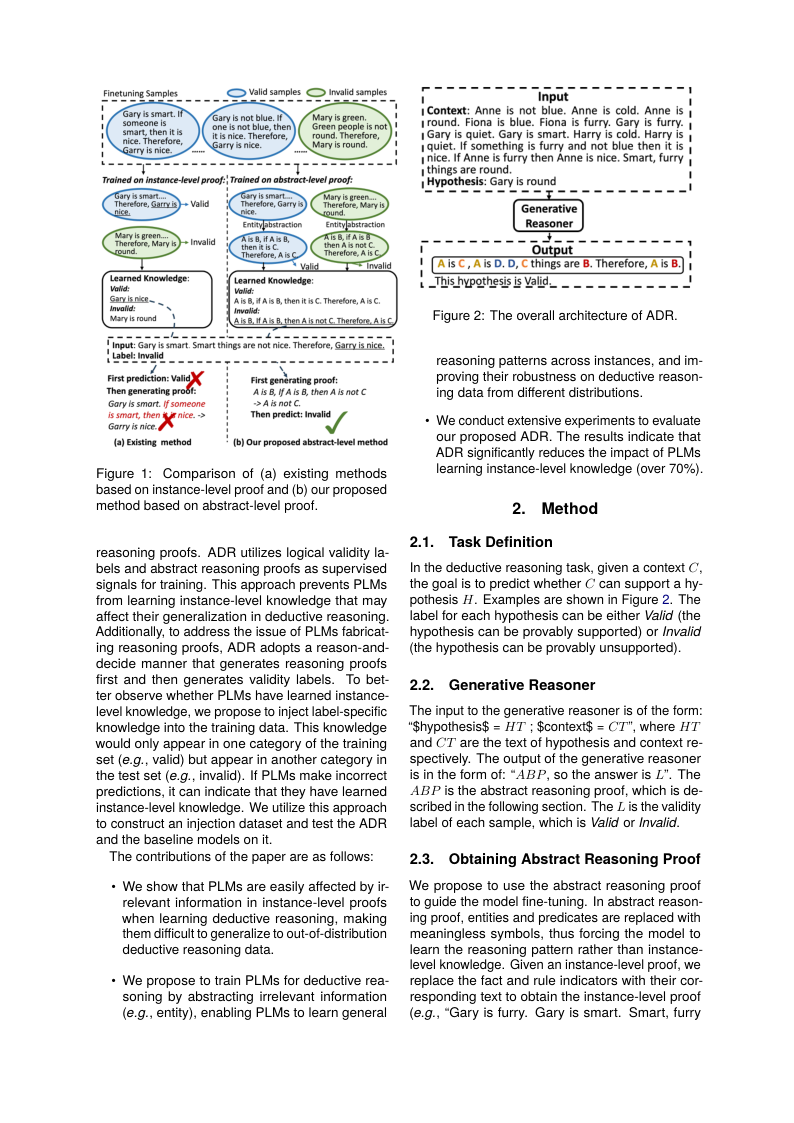 Finetuning Samples
Valid samples
Invalid samples
Gary is smart. If
someone is
smart, then it is
nice. Therefore,
Garry is nice.
Gary is not blue. If
one is not blue, then
it is nice. Therefore,
Garry is nice.
Mary is green.
Green people is not
round. Therefore,
Mary is round.
......
......
Trained on instance-level proof:
Trained on abstract-level proof:
Gary is smart....
Therefore, Garry is
nice.
Valid
Mary is green....
Therefore, Mary is
round.
Invalid
Gary is smart....
Therefore, Garry is
nice.
Mary is green....
Therefore, Mary is
round.
Entity abstraction
Entity abstraction
A is B, if A is B,
then it is C.
Therefore, A is C
Valid
A is B, if A is B
then A is not C.
Therefore, A is C
Invalid
Learned Knowledge:
Valid:
Gary is nice
Invalid:
Mary is round
Learned Knowledge:
Valid:
A is B, if A is B, then it is C. Therefore, A is C.
Invalid:
A is B, If A is B, then A is not C. Therefore, A is C
Input: Gary is smart. Smart things are not nice. Therefore, Garry is nice.
Label: Invalid
First prediction: Valid
Then generating proof:
Gary is smart. If someone
is smart, then it is nice. ->
Garry is nice.
First generating proof:
A is B, If A is B, then A is not C
-> A is not C.
Then predict: Invalid
(a) Existing method
(b) Our proposed abstract-level method
Figure 1: Comparison of (a) existing methods
based on instance-level proof and (b) our proposed
method based on abstract-level proof.
reasoning proofs. ADR utilizes logical validity la-
bels and abstract reasoning proofs as supervised
signals for training. This approach prevents PLMs
from learning instance-level knowledge that may
affect their generalization in deductive reasoning.
Additionally, to address the issue of PLMs fabricat-
ing reasoning proofs, ADR adopts a reason-and-
decide manner that generates reasoning proofs
first and then generates validity labels. To bet-
ter observe whether PLMs have learned instance-
level knowledge, we propose to inject label-specific
knowledge into the training data. This knowledge
would only appear in one category of the training
set (e.g., valid) but appear in another category in
the test set (e.g., invalid). If PLMs make incorrect
predictions, it can indicate that they have learned
instance-level knowledge. We utilize this approach
to construct an injection dataset and test the ADR
and the baseline models on it.
The contributions of the paper are as follows:
• We show that PLMs are easily affected by ir-
relevant information in instance-level proofs
when learning deductive reasoning, making
them difficult to generalize to out-of-distribution
deductive reasoning data.
• We propose to train PLMs for deductive rea-
soning by abstracting irrelevant information
(e.g., entity), enabling PLMs to learn general
Input
Context: Anne is not blue. Anne is cold. Anne is
round. Fiona is blue. Fiona is furry. Gary is furry.
Gary is quiet. Gary is smart. Harry is cold. Harry is
quiet. If something is furry and not blue then it is
nice. If Anne is furry then Anne is nice. Smart, furry
things are round.
Hypothesis: Gary is round
Generative
Reasoner
Output
A is C , A is D. D, C things are B. Therefore, A is B.
This hypothesis is Valid.
Figure 2: The overall architecture of ADR.
reasoning patterns across instances, and im-
proving their robustness on deductive reason-
ing data from different distributions.
• We conduct extensive experiments to evaluate
our proposed ADR. The results indicate that
ADR significantly reduces the impact of PLMs
learning instance-level knowledge (over 70%).
2. Method
2.1. Task Definition
In the deductive reasoning task, given a context C,
the goal is to predict whether C can support a hy-
pothesis H. Examples are shown in Figure 2. The
label for each hypothesis can be either Valid (the
hypothesis can be provably supported) or Invalid
(the hypothesis can be provably unsupported).
2.2. Generative Reasoner
The input to the generative reasoner is of the form:
“$hypothesis$ = HT ; $context$ = CT”, where HT
and CT are the text of hypothesis and context re-
spectively. The output of the generative reasoner
is in the form of: “ABP, so the answer is L”. The
ABP is the abstract reasoning proof, which is de-
scribed in the following section. The L is the validity
label of each sample, which is Valid or Invalid.
2.3. Obtaining Abstract Reasoning Proof
We propose to use the abstract reasoning proof
to guide the model fine-tuning. In abstract reason-
ing proof, entities and predicates are replaced with
meaningless symbols, thus forcing the model to
learn the reasoning pattern rather than instance-
level knowledge. Given an instance-level proof, we
replace the fact and rule indicators with their cor-
responding text to obtain the instance-level proof
(e.g., “Gary is furry. Gary is smart. Smart, furry